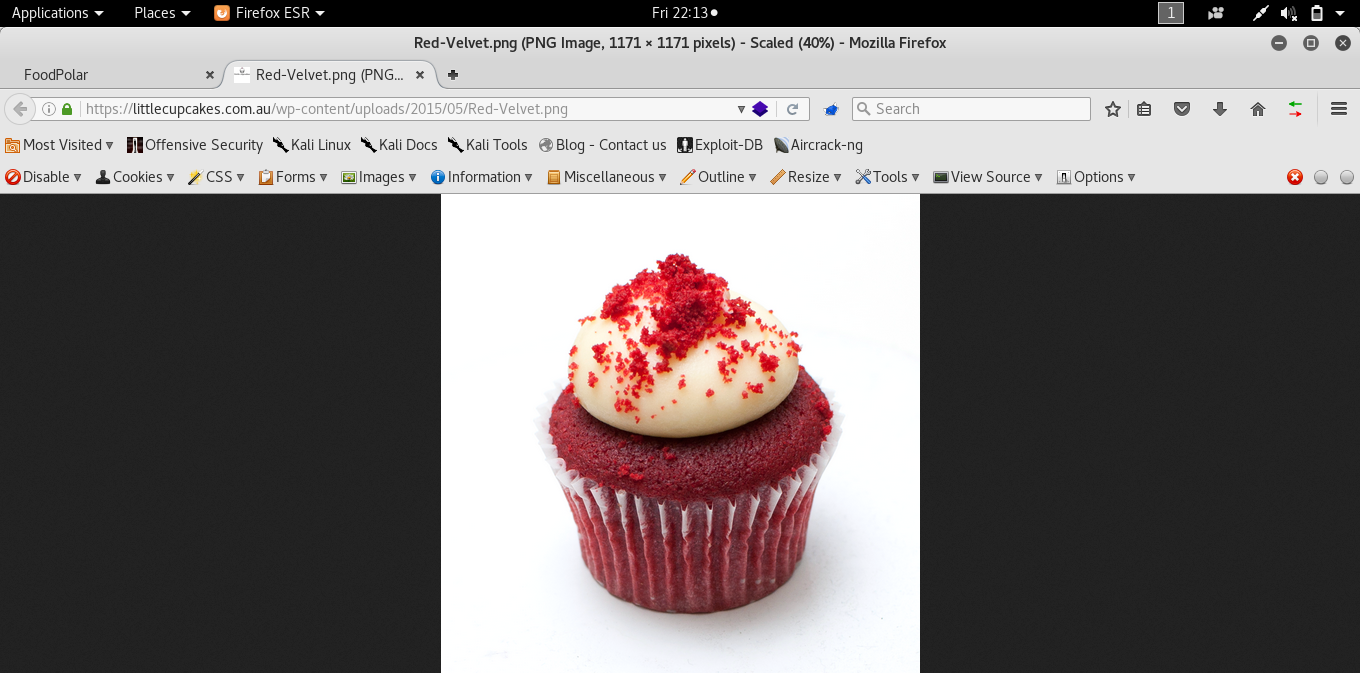 Applications Places Firefox ESR Fri 22:13 1
Red-Velvet.png (PNG Image, 1171 × 1171 pixels) - Scaled (40%) - Mozilla Firefox
FoodPolar Red-Velvet.png (PNG...
https://littlecupcakes.com.au/wp-content/uploads/2015/05/Red-Velvet.png Search
Most Visited Offensive Security Kali Linux Kali Docs Kali Tools Blog - Contact us Exploit-DB Aircrack-ng
Disable Cookies CSS Forms Images Information Miscellaneous Outline Resize Tools View Source Options